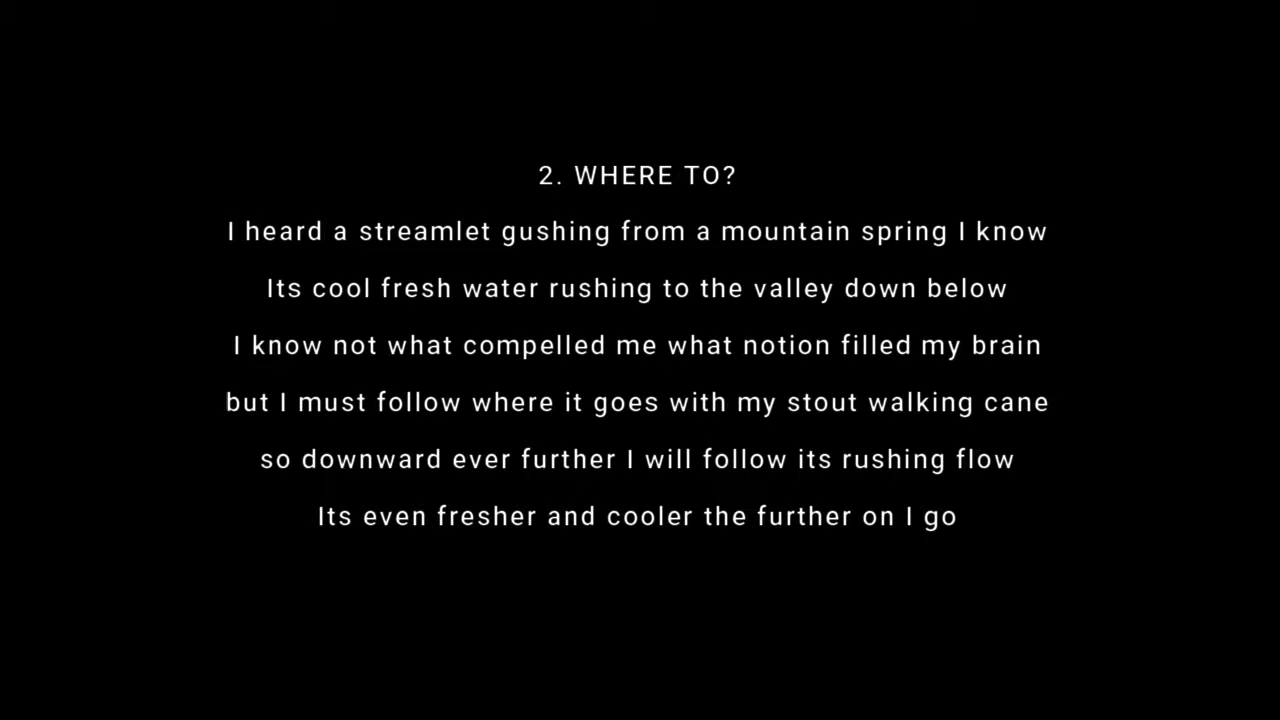 2. WHERE TO?
I heard a streamlet gushing from a mountain spring I know
Its cool fresh water rushing to the valley down below
I know not what compelled me what notion filled my brain
but I must follow where it goes with my stout walking cane
so downward ever further I will follow its rushing flow
Its even fresher and cooler the further on I go